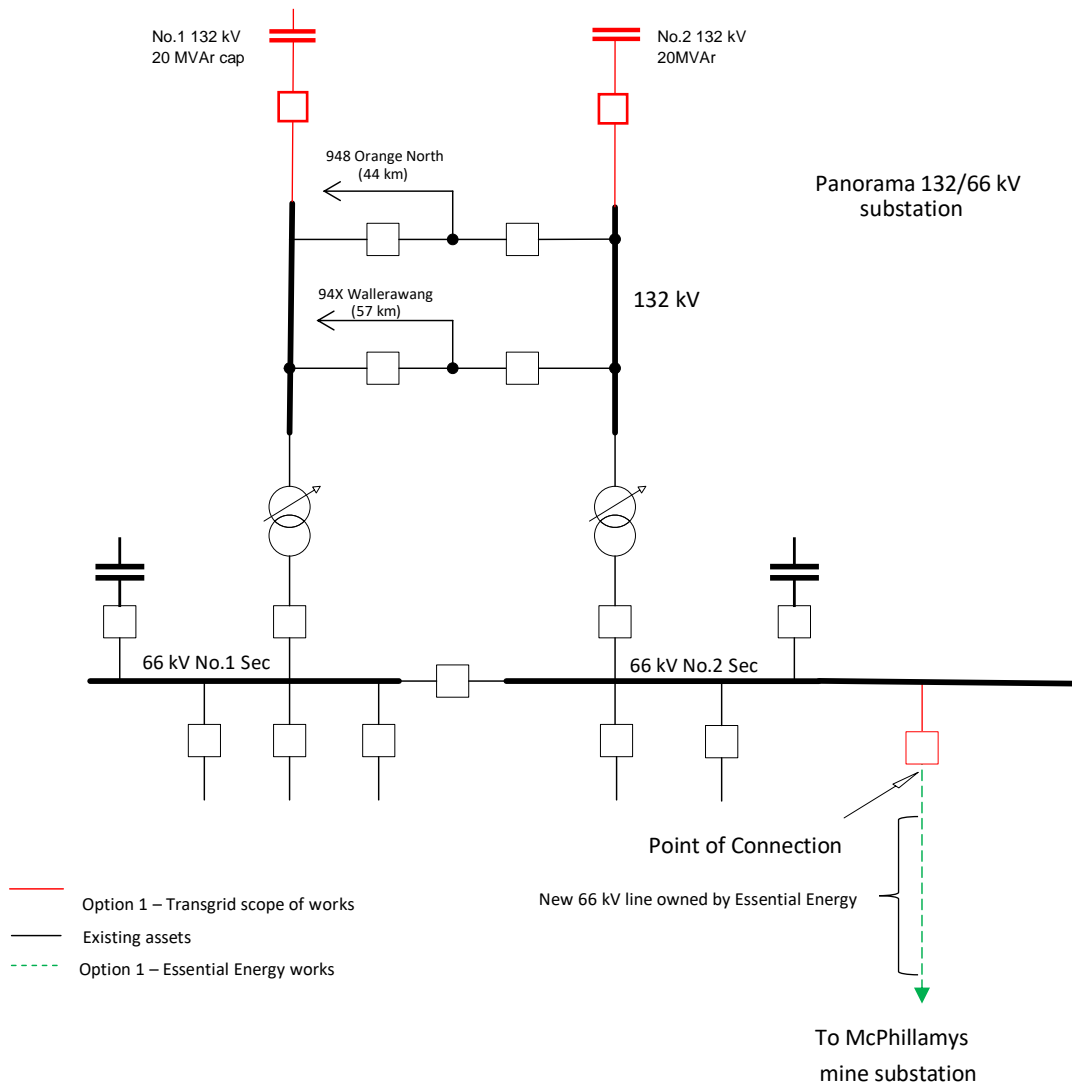 No.1 132 kV
20 MVAr cap
No.2 132 kV
20MVAr
948 Orange North
(44 km)
Panorama 132/66 kV
substation
94X Wallerawang
(57 km)
132 kV
66 kV No.1 Sec
66 kV No.2 Sec
Point of Connection
New 66 kV line owned by Essential Energy
Option 1 – Transgrid scope of works
Existing assets
Option 1 – Essential Energy works
To McPhillamys
mine substation